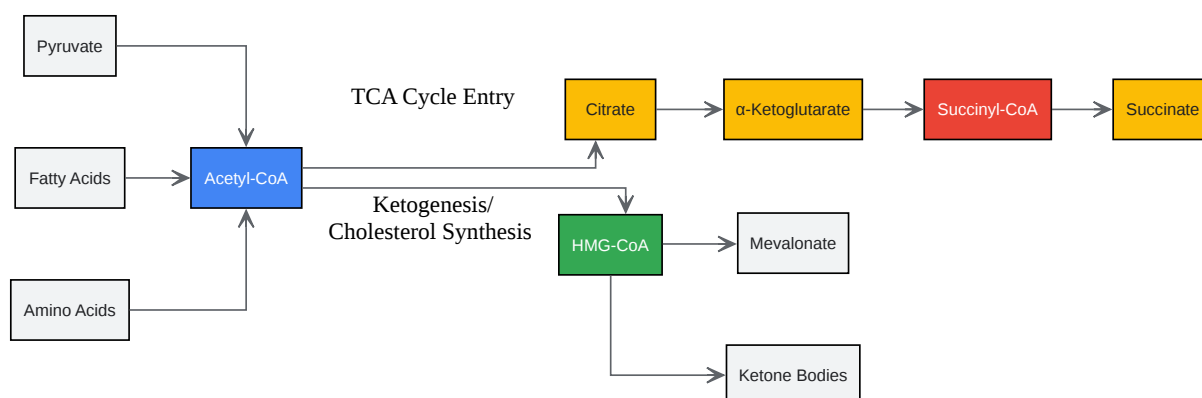 Pyruvate
TCA Cycle Entry
Citrate
α-Ketoglutarate
Succinyl-CoA
Succinate
Fatty Acids
Acetyl-CoA
Ketogenesis/
Cholesterol Synthesis
HMG-CoA
Mevalonate
Amino Acids
Ketone Bodies